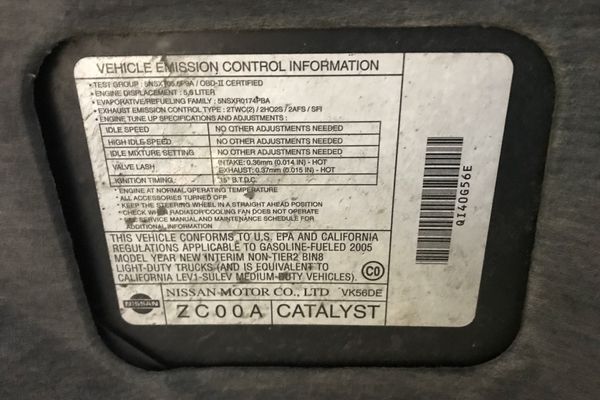 VEHICLE EMISSION CONTROL INFORMATION
* TEST GROUP : 5NSXT05.6P9A / OBD-II CERTIFIED
* ENGINE DISPLACEMENT : 5.6 LITER
* EVAPORATIVE/REFUELING FAMILY : 5NSXR0174PBA
* EXHAUST EMISSION CONTROL TYPE : 2TWC(2) / 2HO2S / 2AFS / SFI
* ENGINE TUNE UP SPECIFICATIONS AND ADJUSTMENTS :
IDLE SPEED NO OTHER ADJUSTMENTS NEEDED
HIGH IDLE SPEED NO OTHER ADJUSTMENTS NEEDED
IDLE MIXTURE SETTING NO OTHER ADJUSTMENTS NEEDED
VALVE LASH INTAKE: 0.36mm (0.014 IN) - HOT
EXHAUST: 0.37mm (0.015 IN) - HOT
IGNITION TIMING 15° B.T.D.C.
* ENGINE AT NORMAL OPERATING TEMPERATURE
* ALL ACCESSORIES TURNED OFF
* KEEP THE STEERING WHEEL IN A STRAIGHT AHEAD POSITION
* CHECK WHEN RADIATOR/COOLING FAN DOES NOT OPERATE
* SEE SERVICE MANUAL AND MAINTENANCE SCHEDULE FOR
ADDITIONAL INFORMATION
THIS VEHICLE CONFORMS TO U.S. EPA AND CALIFORNIA
REGULATIONS APPLICABLE TO GASOLINE-FUELED 2005
MODEL YEAR NEW INTERIM NON-TIER2 BIN8
LIGHT-DUTY TRUCKS (AND IS EQUIVALENT TO
CALIFORNIA LEV1-SULEV MEDIUM-DUTY VEHICLES).
CO
NISSAN
NISSAN MOTOR CO., LTD VK56DE
ZC00A CATALYST
QI40G56E